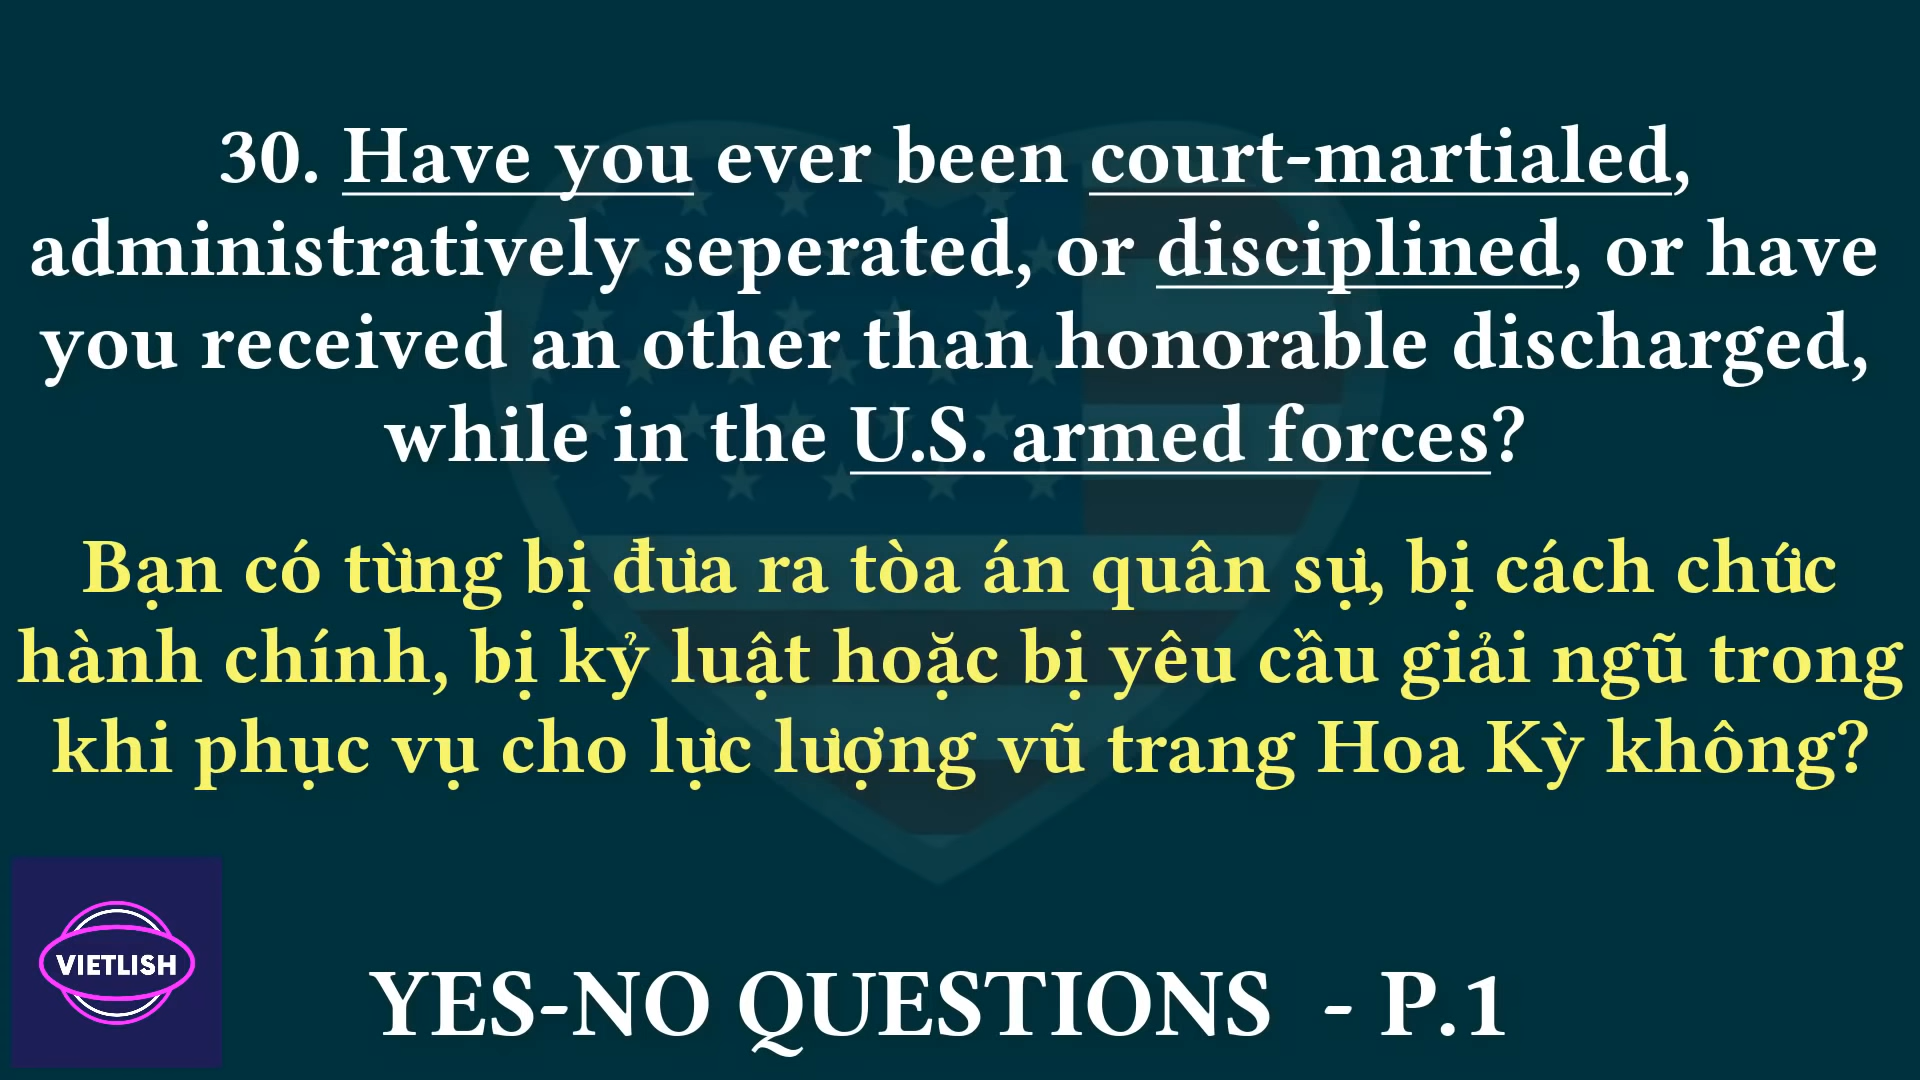 30. Have you ever been court-martialed,
administratively seperated, or disciplined, or have
you received an other than honorable discharged,
while in the U.S. armed forces?
Bạn có từng bị đưa ra tòa án quân sự, bị cách chức
hành chính, bị kỷ luật hoặc bị yêu cầu giải ngũ trong
khi phục vụ cho lực lượng vũ trang Hoa Kỳ không?
VIETLISH
YES-NO QUESTIONS - P.1